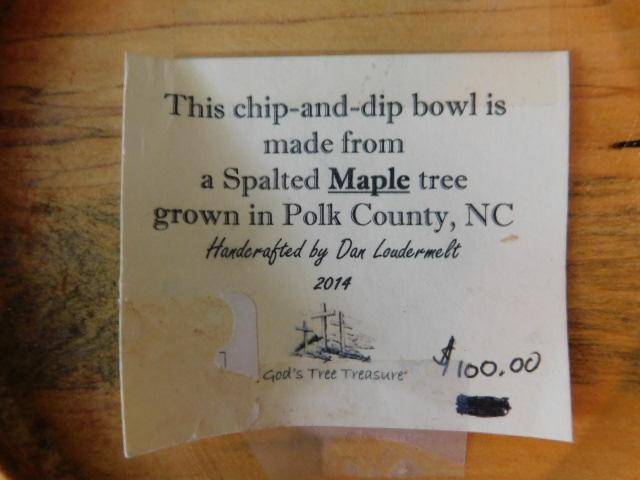 This chip-and-dip bowl is
made from
a Spalted Maple tree
grown in Polk County, NC
Handcrafted by Dan Loudermelt
2014
7
God's Tree Treasure
$100.00